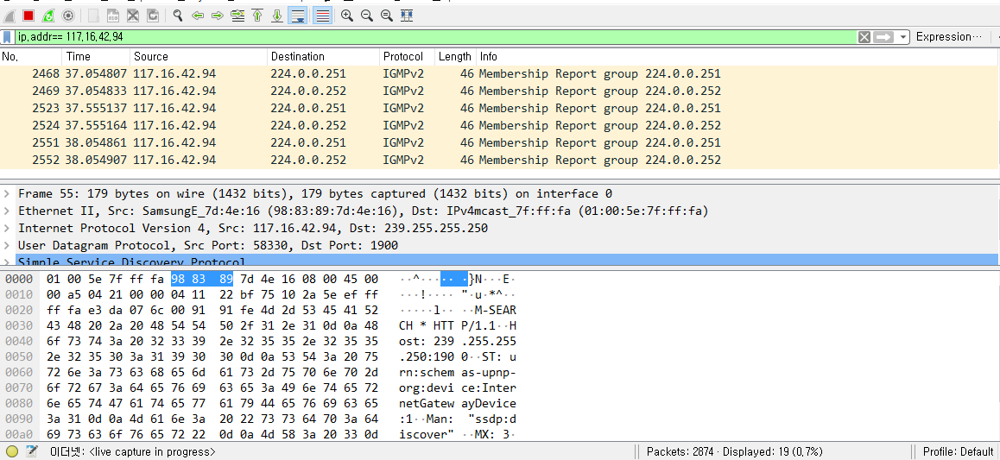 ip,addr== 117,16,42,94 Expression···
No. Time Source Destination Protocol Length Info
2468 37.054807 117.16.42.94 224.0.0.251 IGMPv2 46 Membership Report group 224.0.0.251
2469 37.054833 117.16.42.94 224.0.0.252 IGMPv2 46 Membership Report group 224.0.0.252
2523 37.555137 117.16.42.94 224.0.0.251 IGMPv2 46 Membership Report group 224.0.0.251
2524 37.555164 117.16.42.94 224.0.0.252 IGMPv2 46 Membership Report group 224.0.0.252
2551 38.054861 117.16.42.94 224.0.0.251 IGMPv2 46 Membership Report group 224.0.0.251
2552 38.054907 117.16.42.94 224.0.0.252 IGMPv2 46 Membership Report group 224.0.0.252
> Frame 55: 179 bytes on wire (1432 bits), 179 bytes captured (1432 bits) on interface 0
> Ethernet II, Src: SamsungE_7d:4e:16 (98:83:89:7d:4e:16), Dst: IPv4mcast_7f:ff:fa (01:00:5e:7f:ff:fa)
> Internet Protocol Version 4, Src: 117.16.42.94, Dst: 239.255.255.250
> User Datagram Protocol, Src Port: 58330, Dst Port: 1900
> Simple Service Discovery Protocol
0000 01 00 5e 7f ff fa 98 83 89 7d 4e 16 08 00 45 00 ··^····· ·}N···E·
0010 00 a5 04 21 00 00 04 11 22 bf 75 10 2a 5e ef ff ···!···· "·u·*^··
0020 ff fa e3 da 07 6c 00 91 91 fe 4d 2d 53 45 41 52 ·····l·· ··M-SEAR
0030 43 48 20 2a 20 48 54 54 50 2f 31 2e 31 0d 0a 48 CH * HTT P/1.1··H
0040 6f 73 74 3a 20 32 33 39 2e 32 35 35 2e 32 35 35 ost: 239 .255.255
0050 2e 32 35 30 3a 31 39 30 30 0d 0a 53 54 3a 20 75 .250:190 0··ST: u
0060 72 6e 3a 73 63 68 65 6d 61 73 2d 75 70 6e 70 2d rn:schem as-upnp-
0070 6f 72 67 3a 64 65 76 69 63 65 3a 49 6e 74 65 72 org:devi ce:Inter
0080 6e 65 74 47 61 74 65 77 61 79 44 65 76 69 63 65 netGatew ayDevice
0090 3a 31 0d 0a 4d 61 6e 3a 20 22 73 73 64 70 3a 64 :1··Man: "ssdp:d
00a0 69 73 63 6f 76 65 72 22 0d 0a 4d 58 3a 20 33 0d iscover" ··MX: 3·
이더넷: <live capture in progress> Packets: 2874 · Displayed: 19 (0,7%) Profile: Default